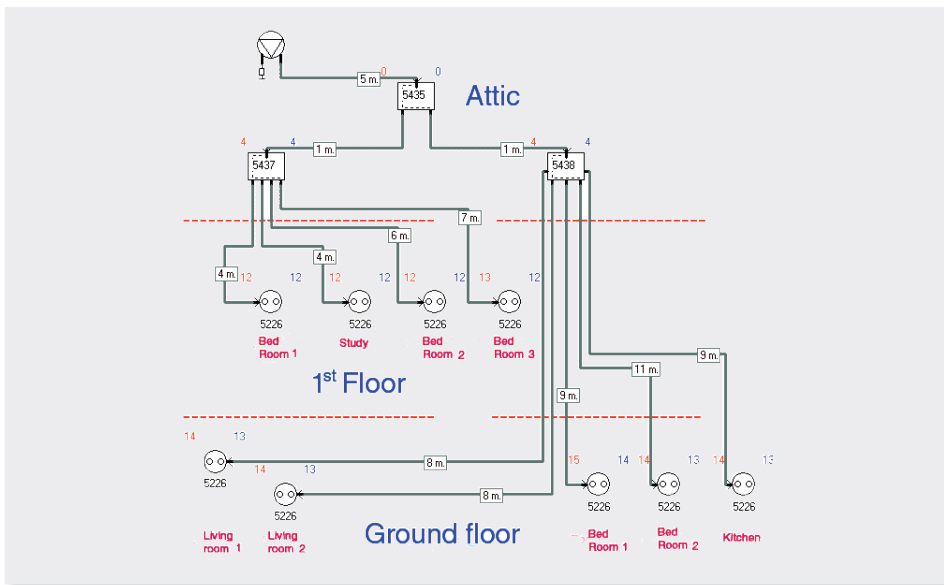 0 0
5 m.
5435
Attic
4 4
1 m.
1 m.
4 4
5437
5438
7 m.
6 m.
4 m.
4 m.
12 12
12 12
12 12
13 12
5226
5226
5226
5226
Bed
Room 1
Study
Bed
Room 2
Bed
Room 3
9 m.
11 m.
9 m.
1st Floor
14 13
8 m.
14 13
15 14
14 13
14 13
5226
8 m.
5226
5226
5226
5226
Ground floor
Living
room 1
Living
room 2
Bed
Room 1
Bed
Room 2
Kitchen